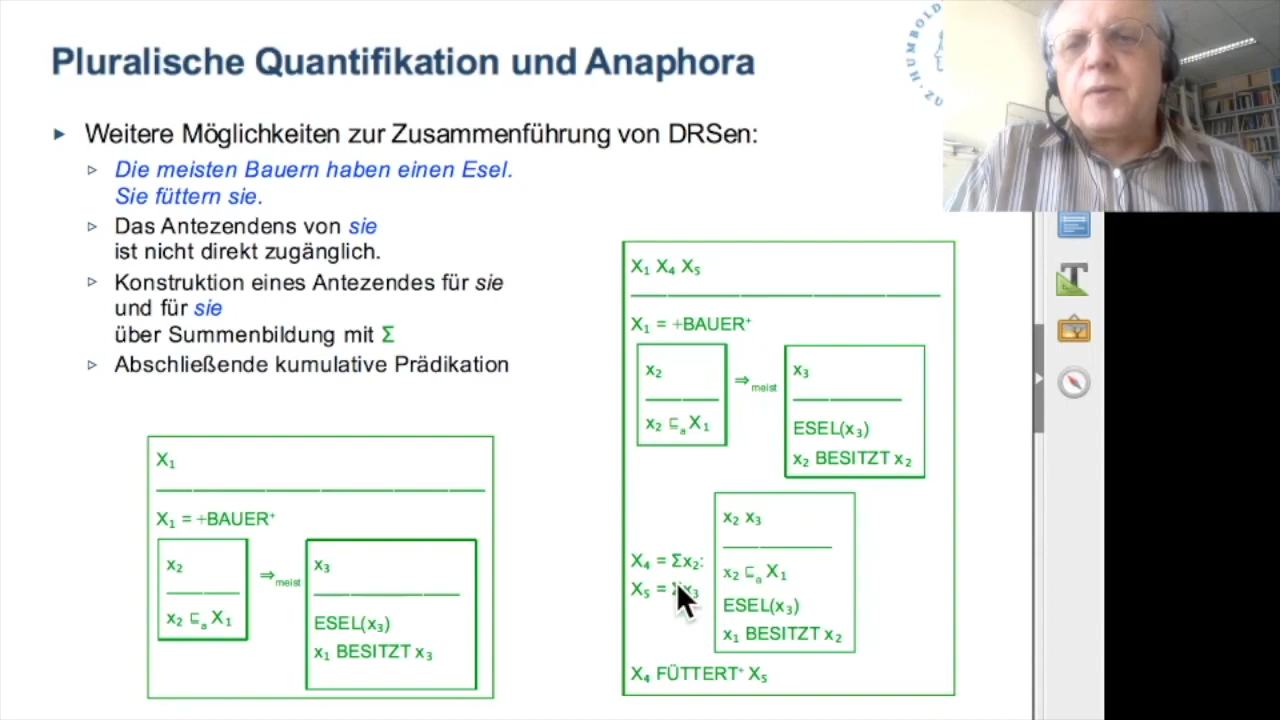 Pluralische Quantifikation und Anaphora
HUMBOLD
ZU
Weitere Möglichkeiten zur Zusammenführung von DRSen:
Die meisten Bauern haben einen Esel.
Sie füttern sie.
Das Antezendens von sie
ist nicht direkt zugänglich.
Konstruktion eines Antezendes für sie
und für sie
über Summenbildung mit Σ
Abschließende kumulative Prädikation
X₁
X₁ = +BAUER⁺
x₂
x₂ ⊑ₐ X₁
⇒meist
x₃
ESEL(x₃)
x₁ BESITZT x₃
X₁ X₄ X₅
X₁ = +BAUER⁺
x₂
x₂ ⊑ₐ X₁
⇒meist
x₃
ESEL(x₃)
x₂ BESITZT x₂
X₄ = Σx₂:
X₅ = Σx₃
x₂ x₃
x₂ ⊑ₐ X₁
ESEL(x₃)
x₁ BESITZT x₂
X₄ FÜTTERT⁺ X₅